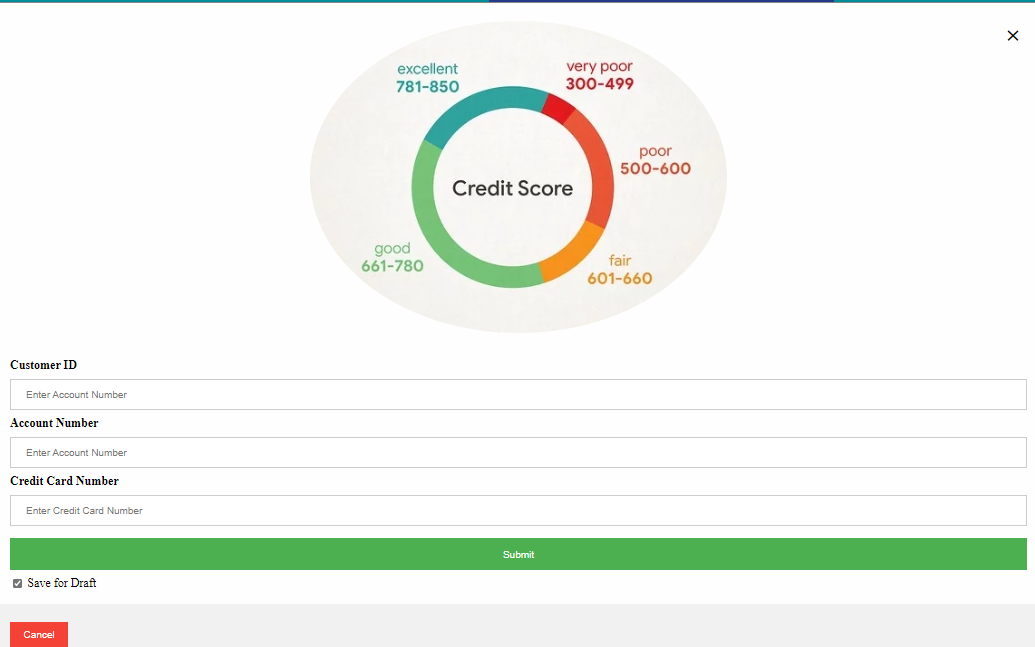 excellent
781-850
very poor
300-499
poor
500-600
Credit Score
good
661-780
fair
601-660
Customer ID
Enter Account Number
Account Number
Enter Account Number
Credit Card Number
Enter Credit Card Number
Submit
Save for Draft
Cancel